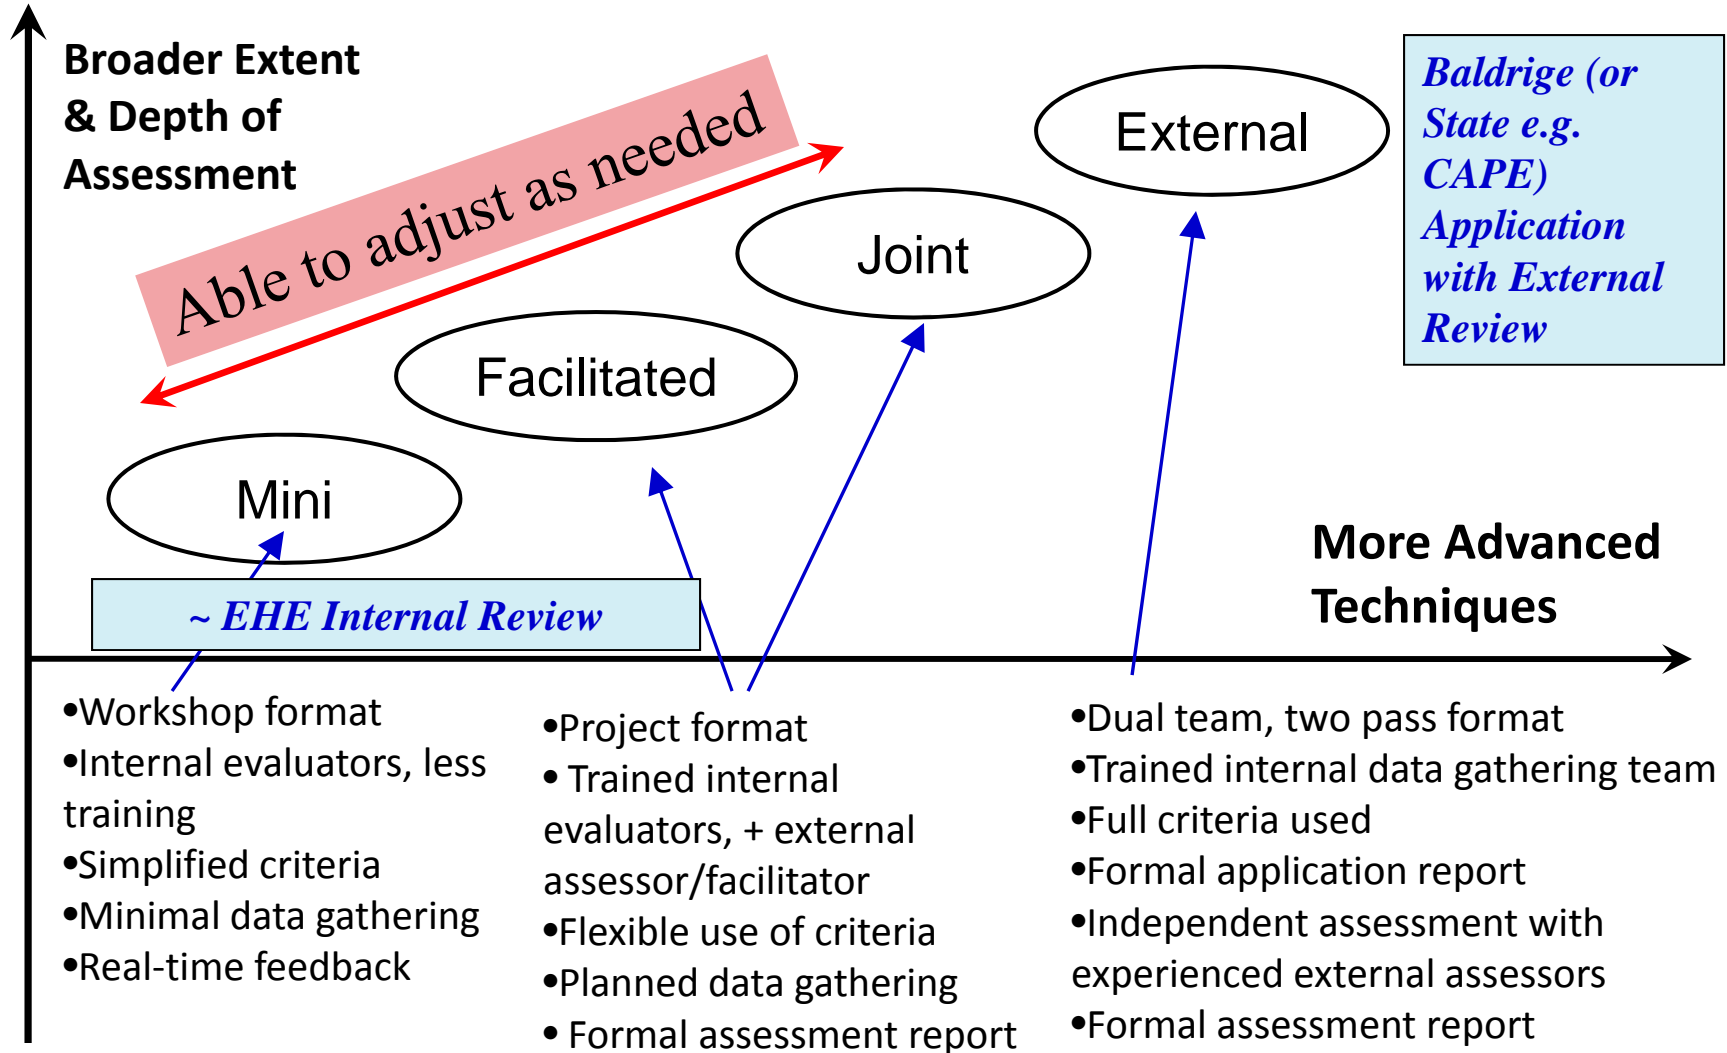 Broader Extent
& Depth of
Assessment
Able to adjust as needed
External
Baldrige (or
State e.g.
CAPE)
Application
with External
Review
Joint
Facilitated
Mini
More Advanced
Techniques
~ EHE Internal Review
•Workshop format
•Internal evaluators, less
training
•Simplified criteria
•Minimal data gathering
•Real-time feedback
•Project format
• Trained internal
evaluators, + external
assessor/facilitator
•Flexible use of criteria
•Planned data gathering
• Formal assessment report
•Dual team, two pass format
•Trained internal data gathering team
•Full criteria used
•Formal application report
•Independent assessment with
experienced external assessors
•Formal assessment report